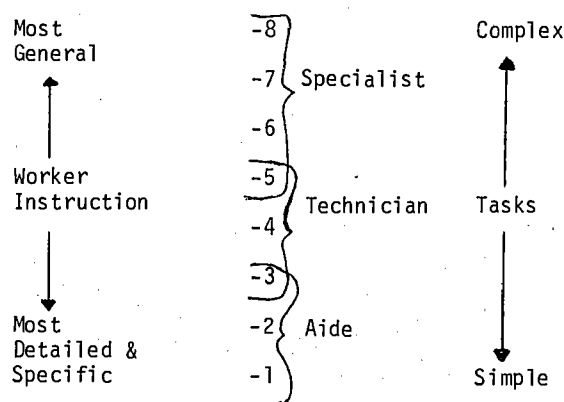 Most
General
Worker
Instruction
Most
Detailed &
Specific
-8
-7
-6
-5
-4
-3
-2
-1
Specialist
Technician
Aide
Complex
Tasks
Simple